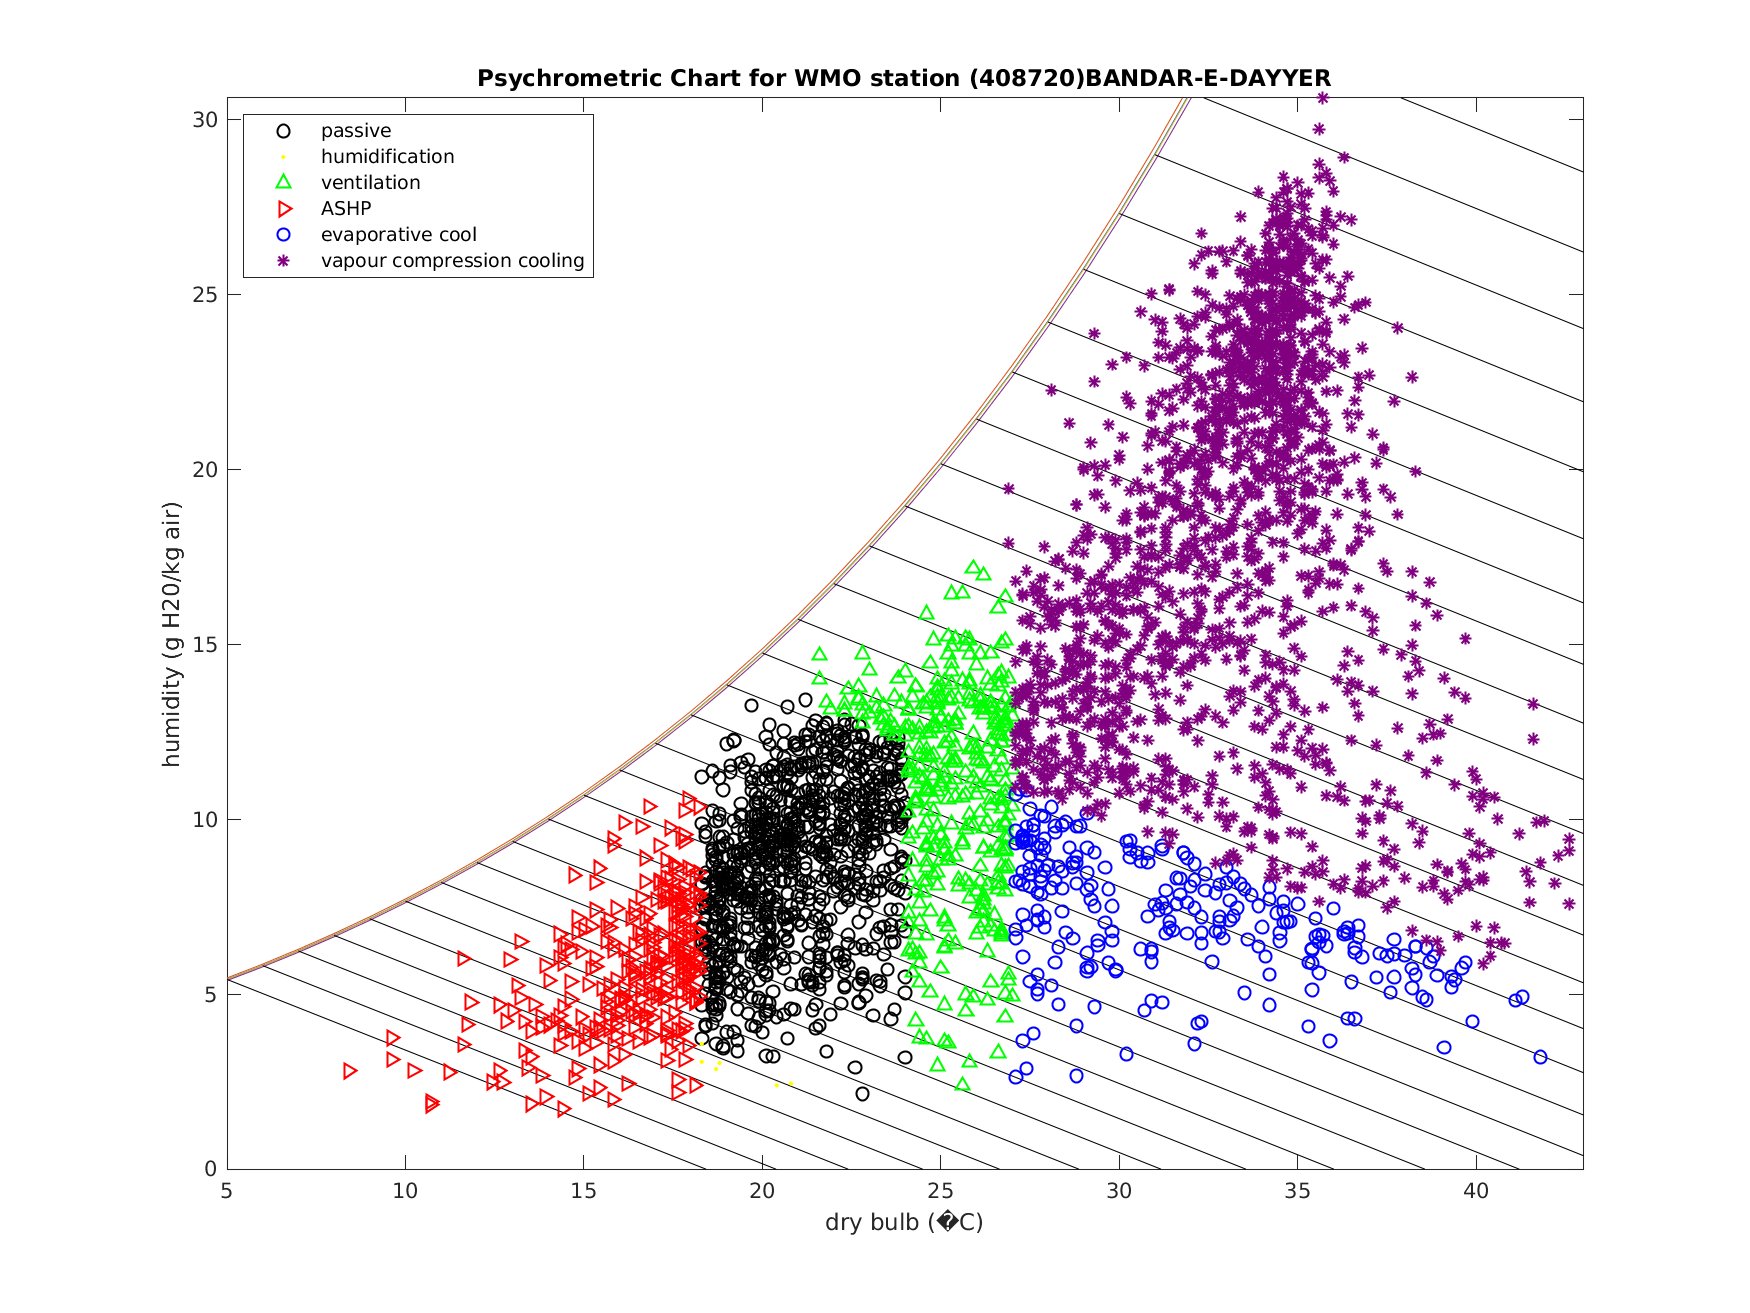 Psychrometric Chart for WMO station (408720)BANDAR-E-DAYYER
passive
humidification
ventilation
ASHP
evaporative cool
vapour compression cooling
humidity (g H20/kg air)
30
25
20
15
10
5
0
5 10 15 20 25 30 35 40
dry bulb (�C)